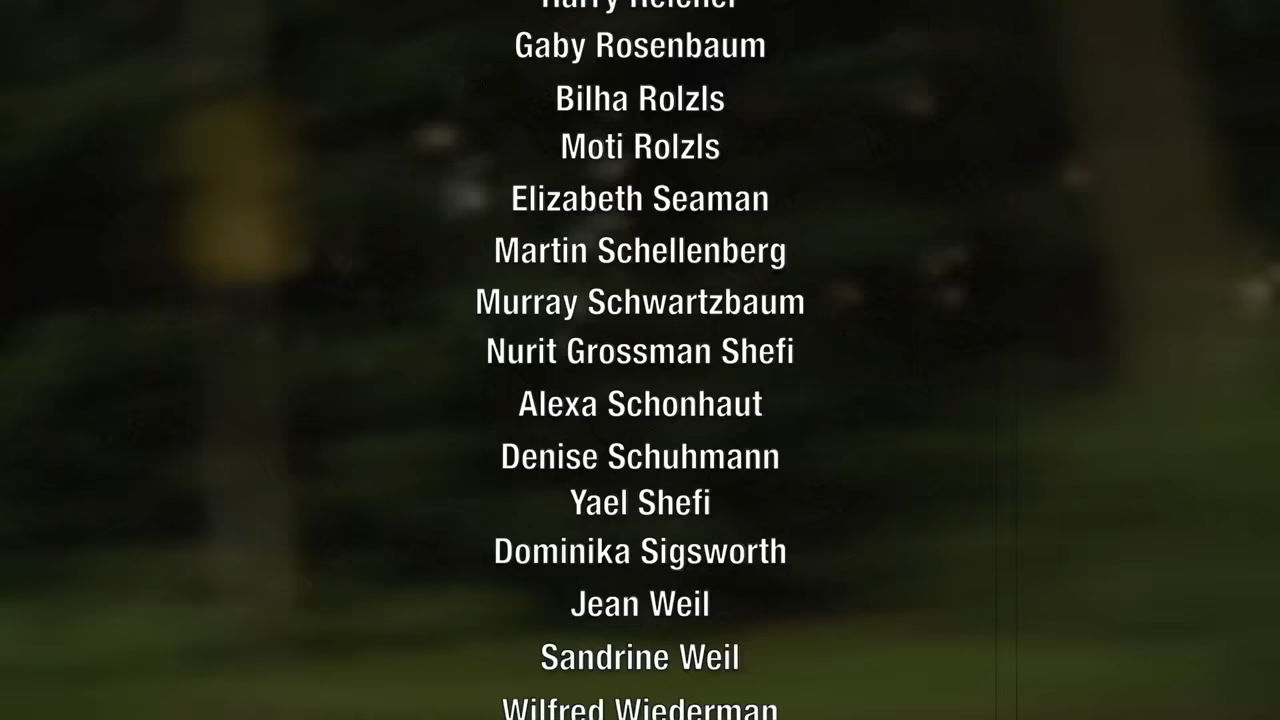 Gaby Rosenbaum
Bilha Rolzls
Moti Rolzls
Elizabeth Seaman
Martin Schellenberg
Murray Schwartzbaum
Nurit Grossman Shefi
Alexa Schonhaut
Denise Schuhmann
Yael Shefi
Dominika Sigsworth
Jean Weil
Sandrine Weil
Wilfred Wiederman